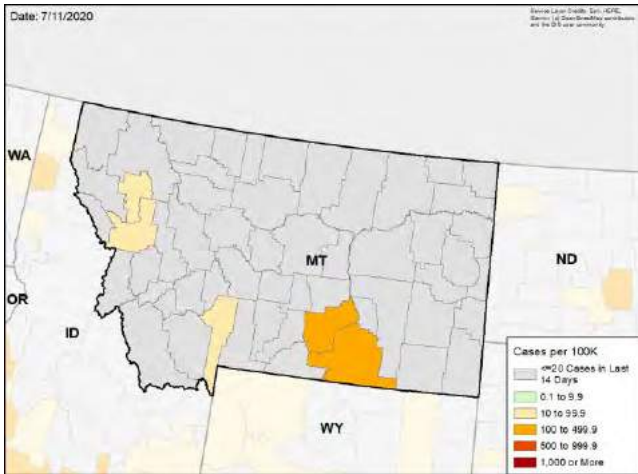 Date: 7/11/2020
WA
MT
ND
OR
ID
WY
Cases per 100K
<=20 Cases in Last
14 Days
0.1 to 9.9
10 to 99.9
100 to 499.9
500 to 999.9
1,000 or More